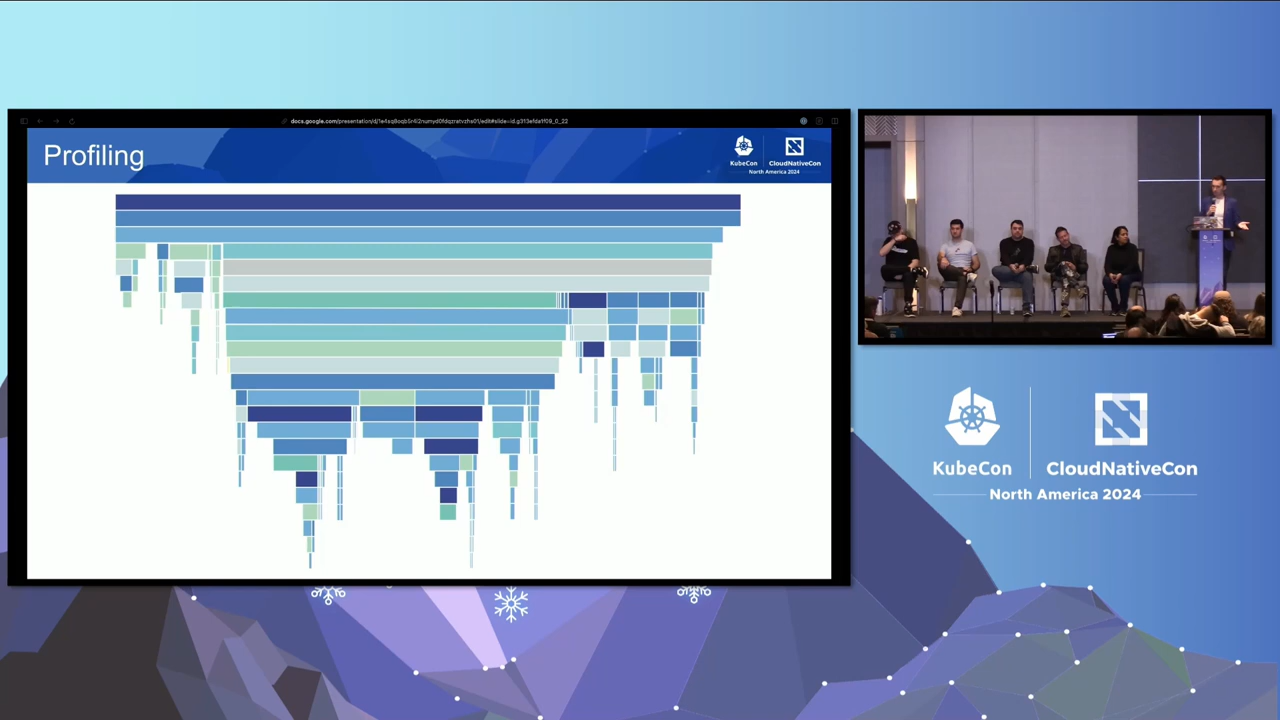 Profiling
KubeCon
CloudNativeCon
North America 2024
KubeCon
CloudNativeCon
North America 2024